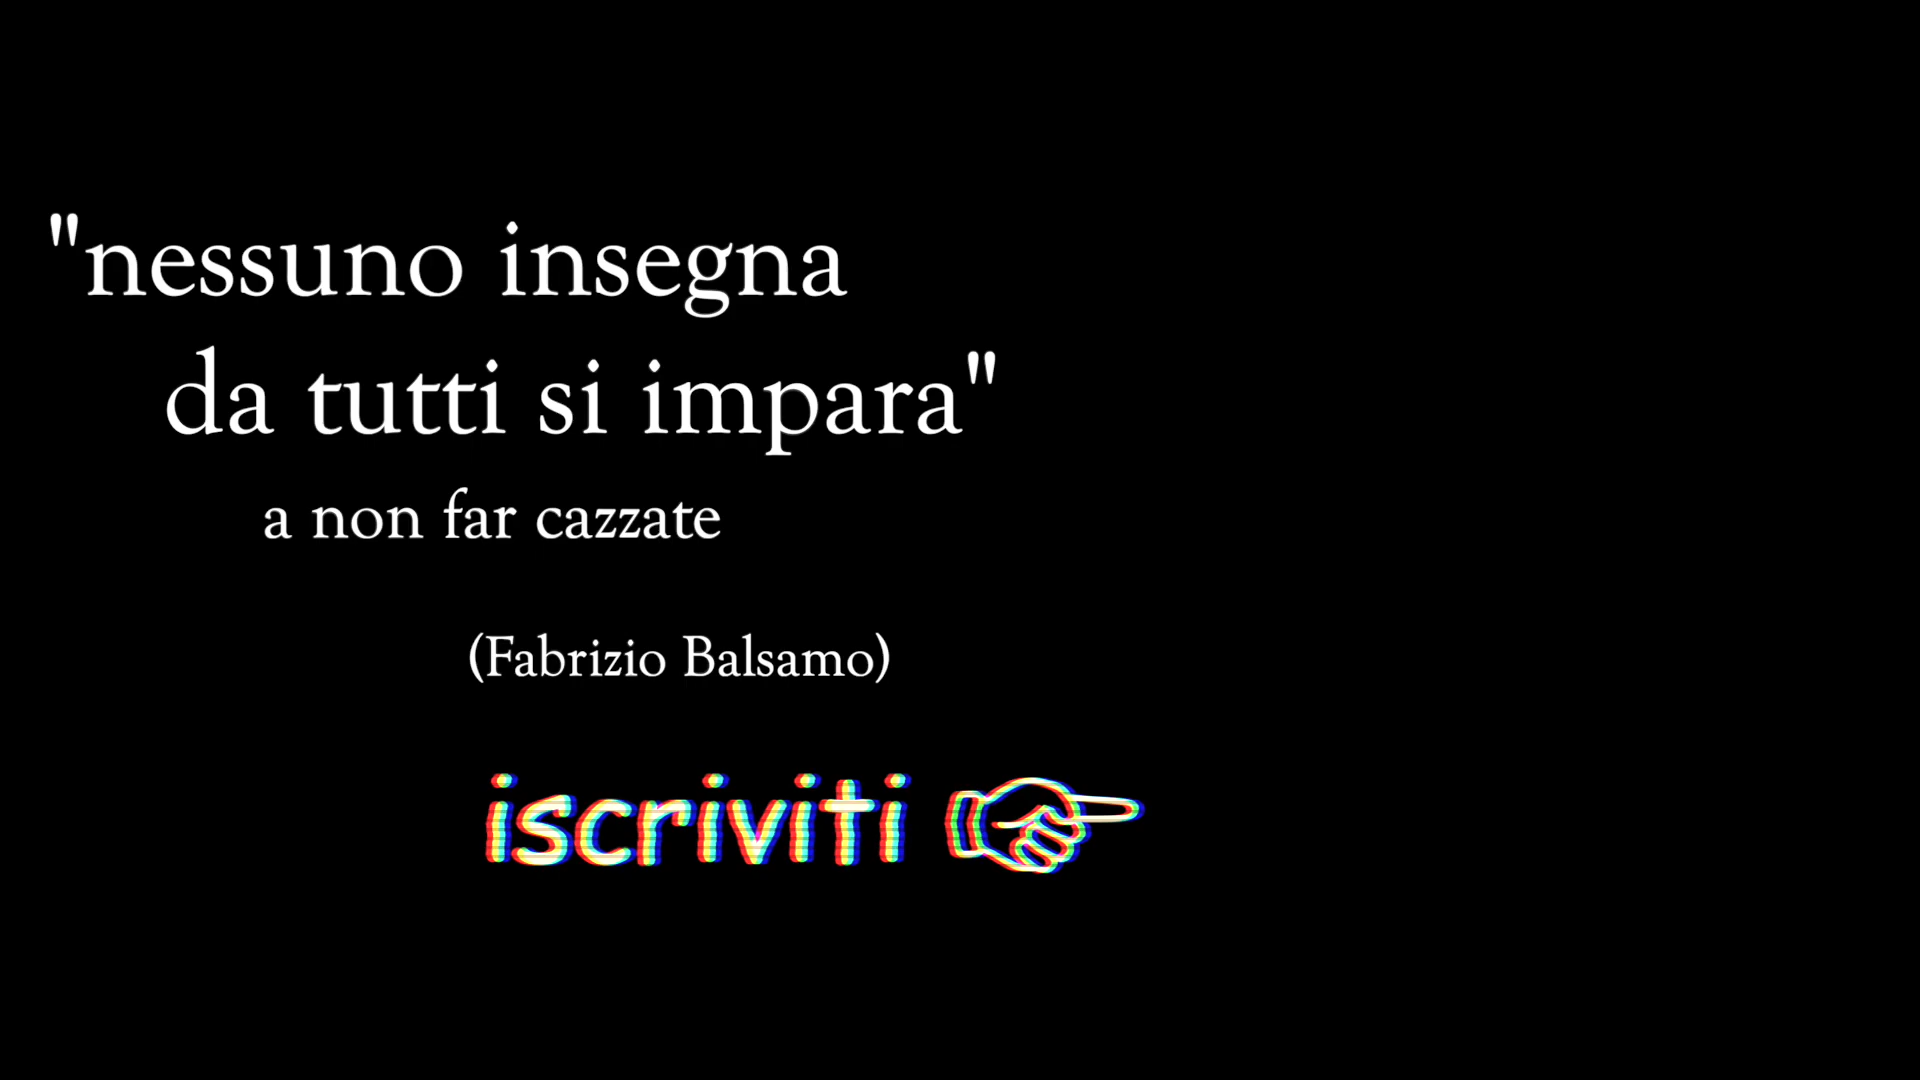 "nessuno insegna
da tutti si impara"
a non far cazzate
(Fabrizio Balsamo)
iscriviti